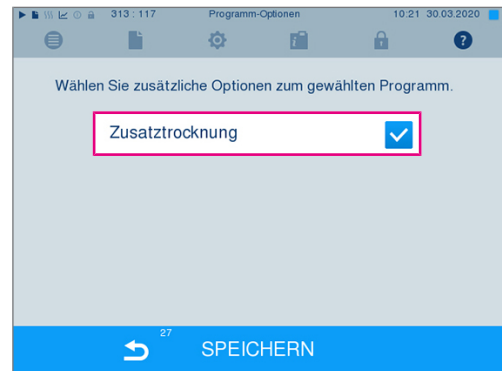 313 : 117 Programm-Optionen 10:21 30.03.2020
?
Wählen Sie zusätzliche Optionen zum gewählten Programm.
Zusatztrocknung
27
SPEICHERN